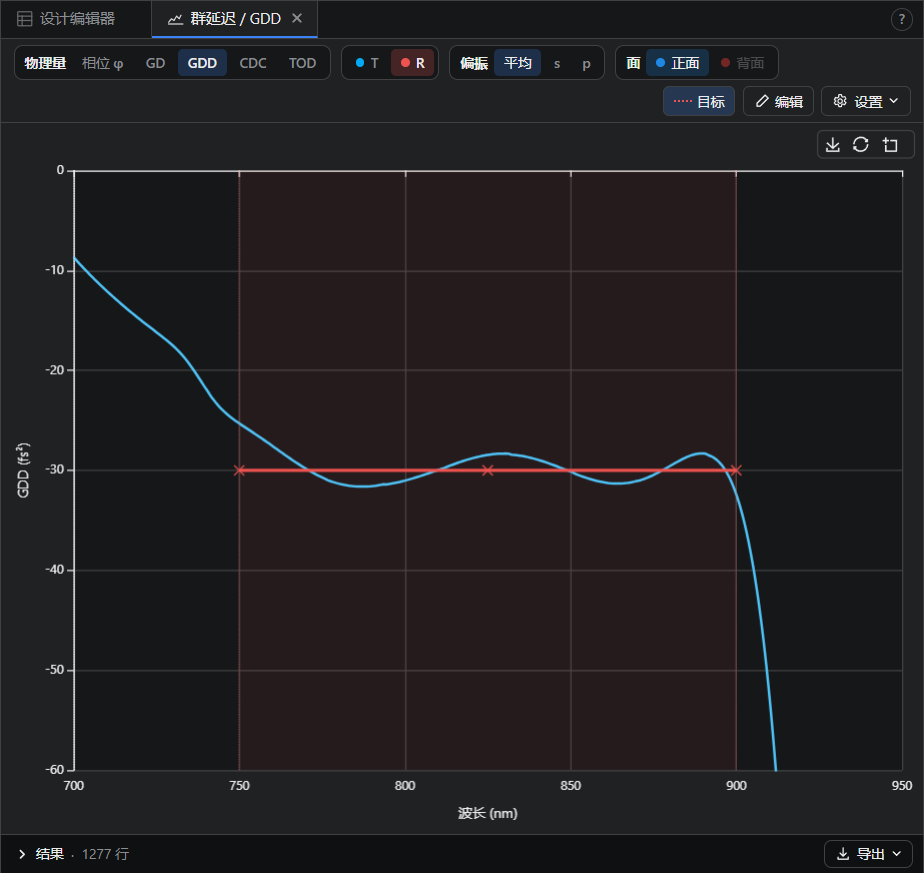 设计编辑器 群延迟 / GDD ×
?
物理量 相位 φ GD GDD CDC TOD T R 偏振 平均 s p 面 正面 背面
目标 编辑 设置
0
-10
-20
-30
-40
-50
-60
GDD (fs²)
700 750 800 850 900 950
波长 (nm)
结果 · 1277 行 导出